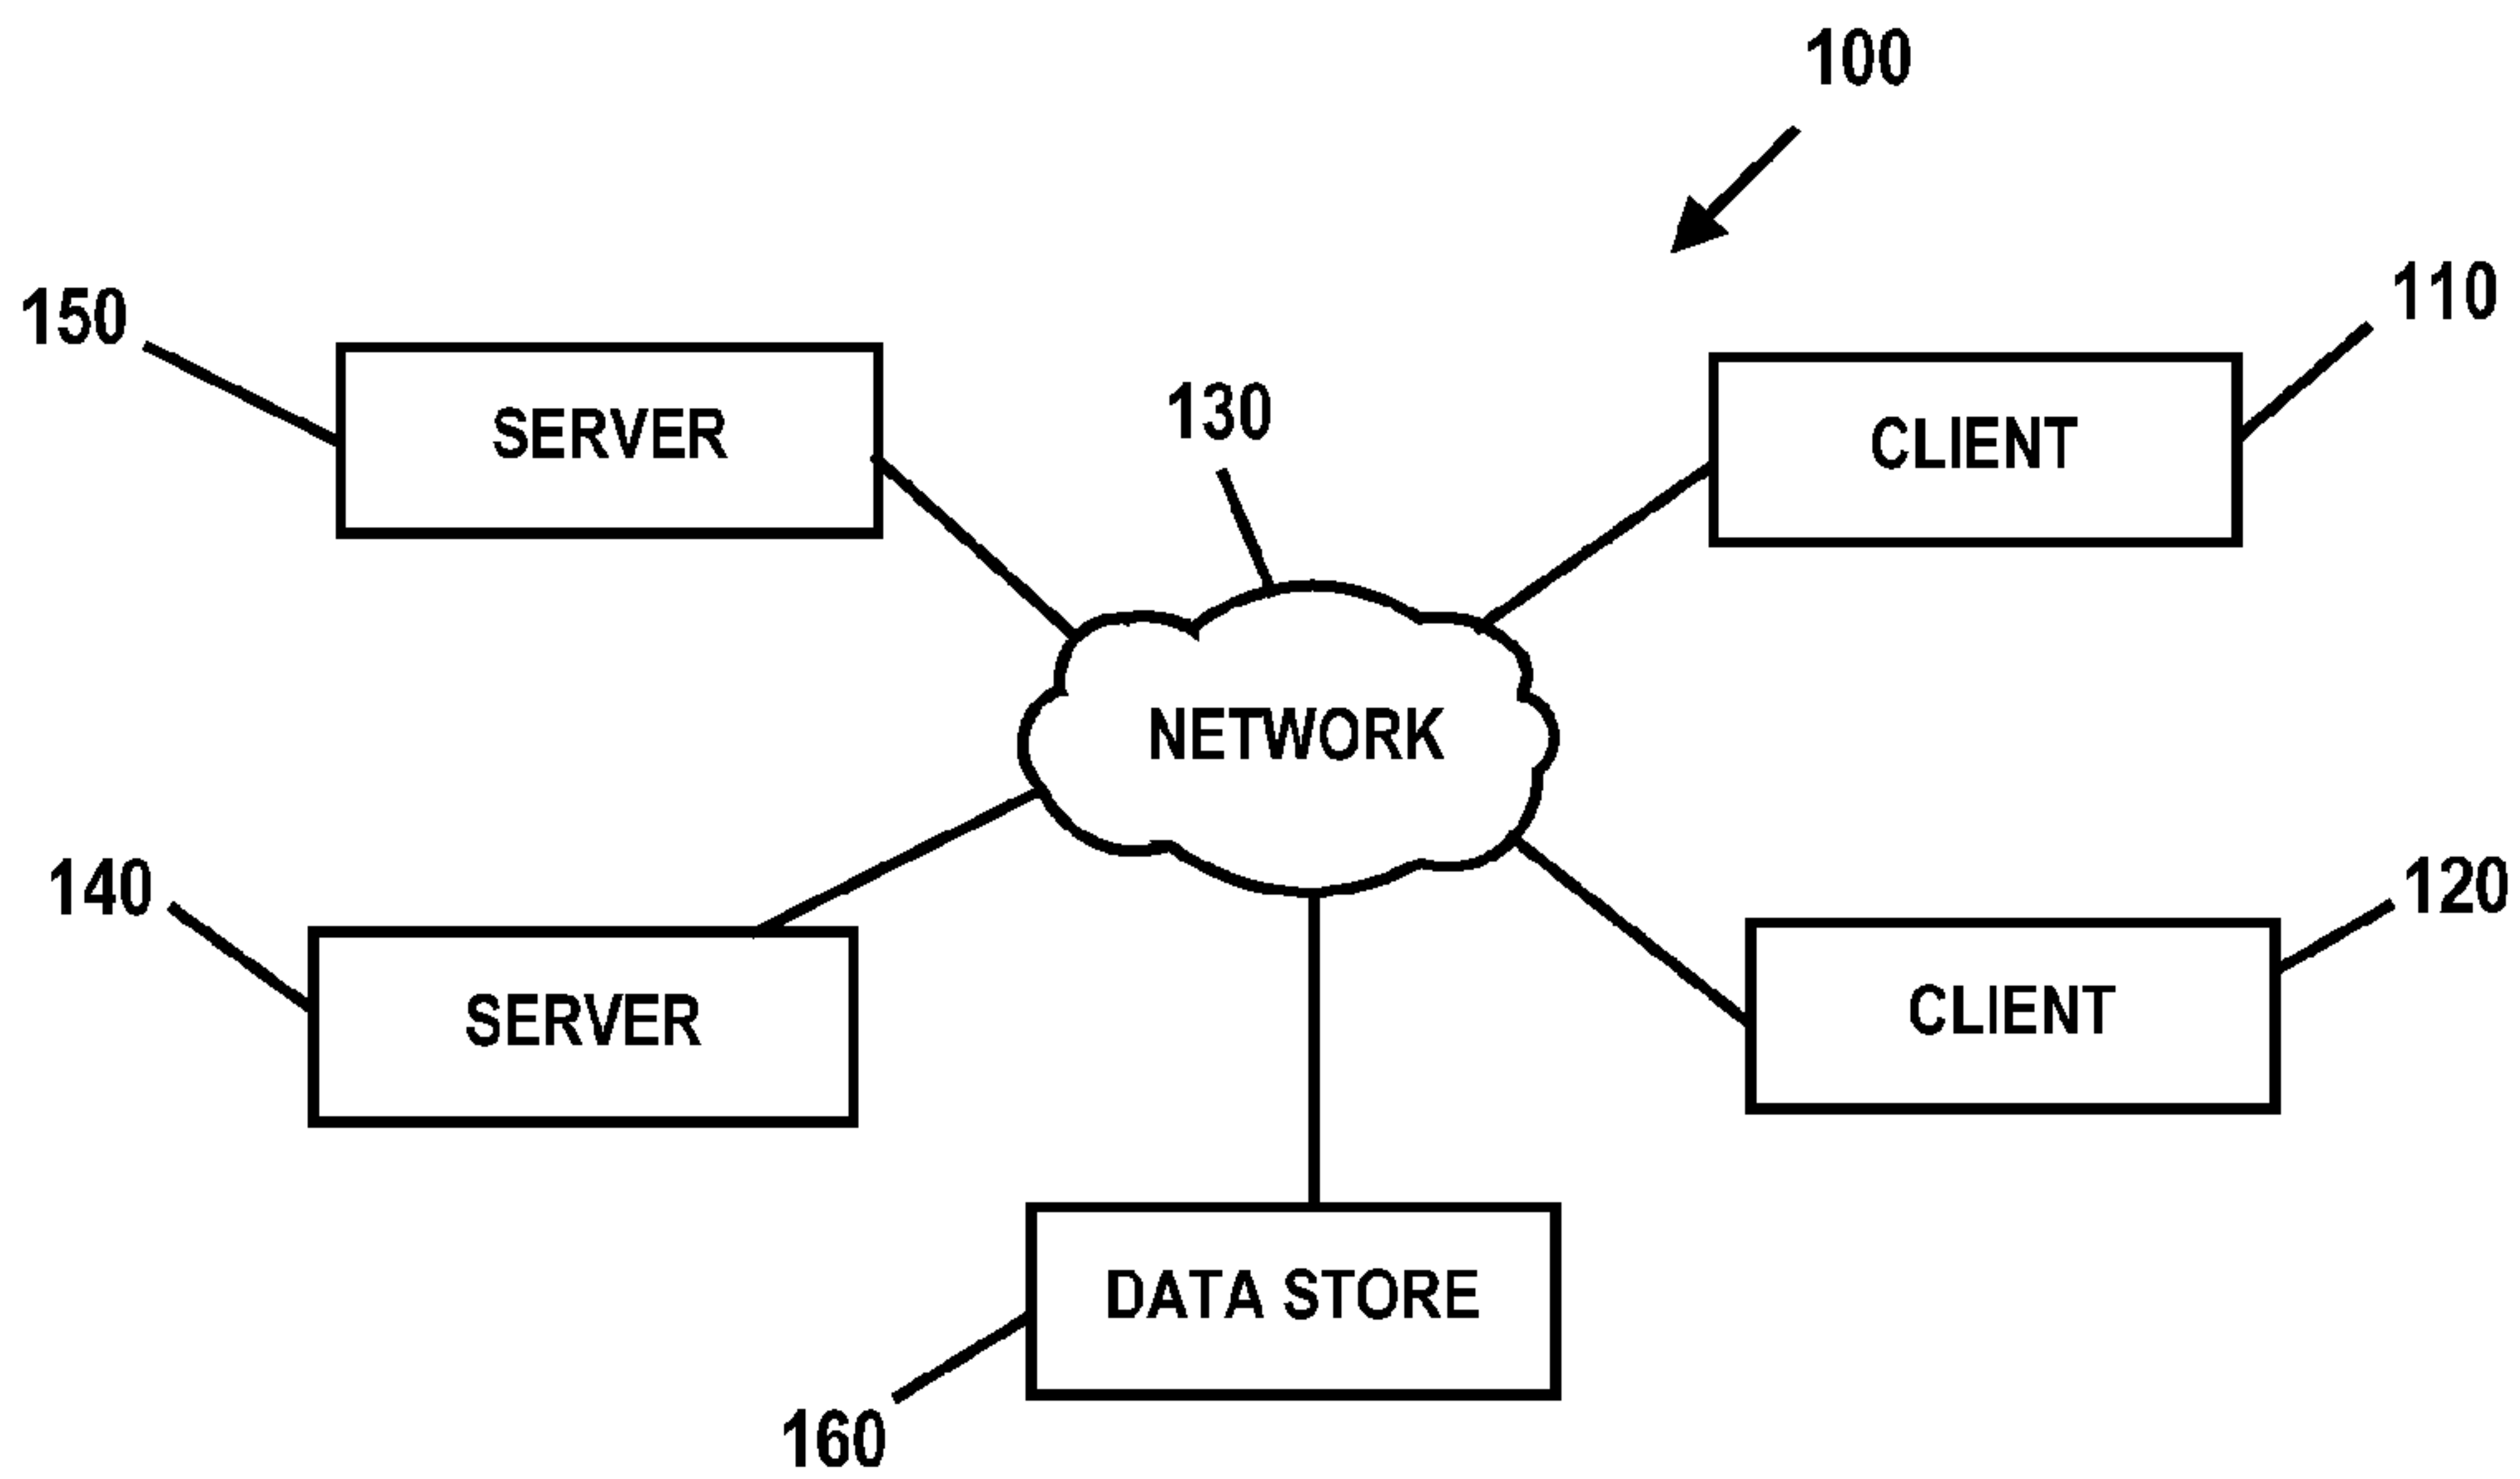 100
150
110
SERVER
130
CLIENT
NETWORK
140
120
SERVER
CLIENT
DATA STORE
160